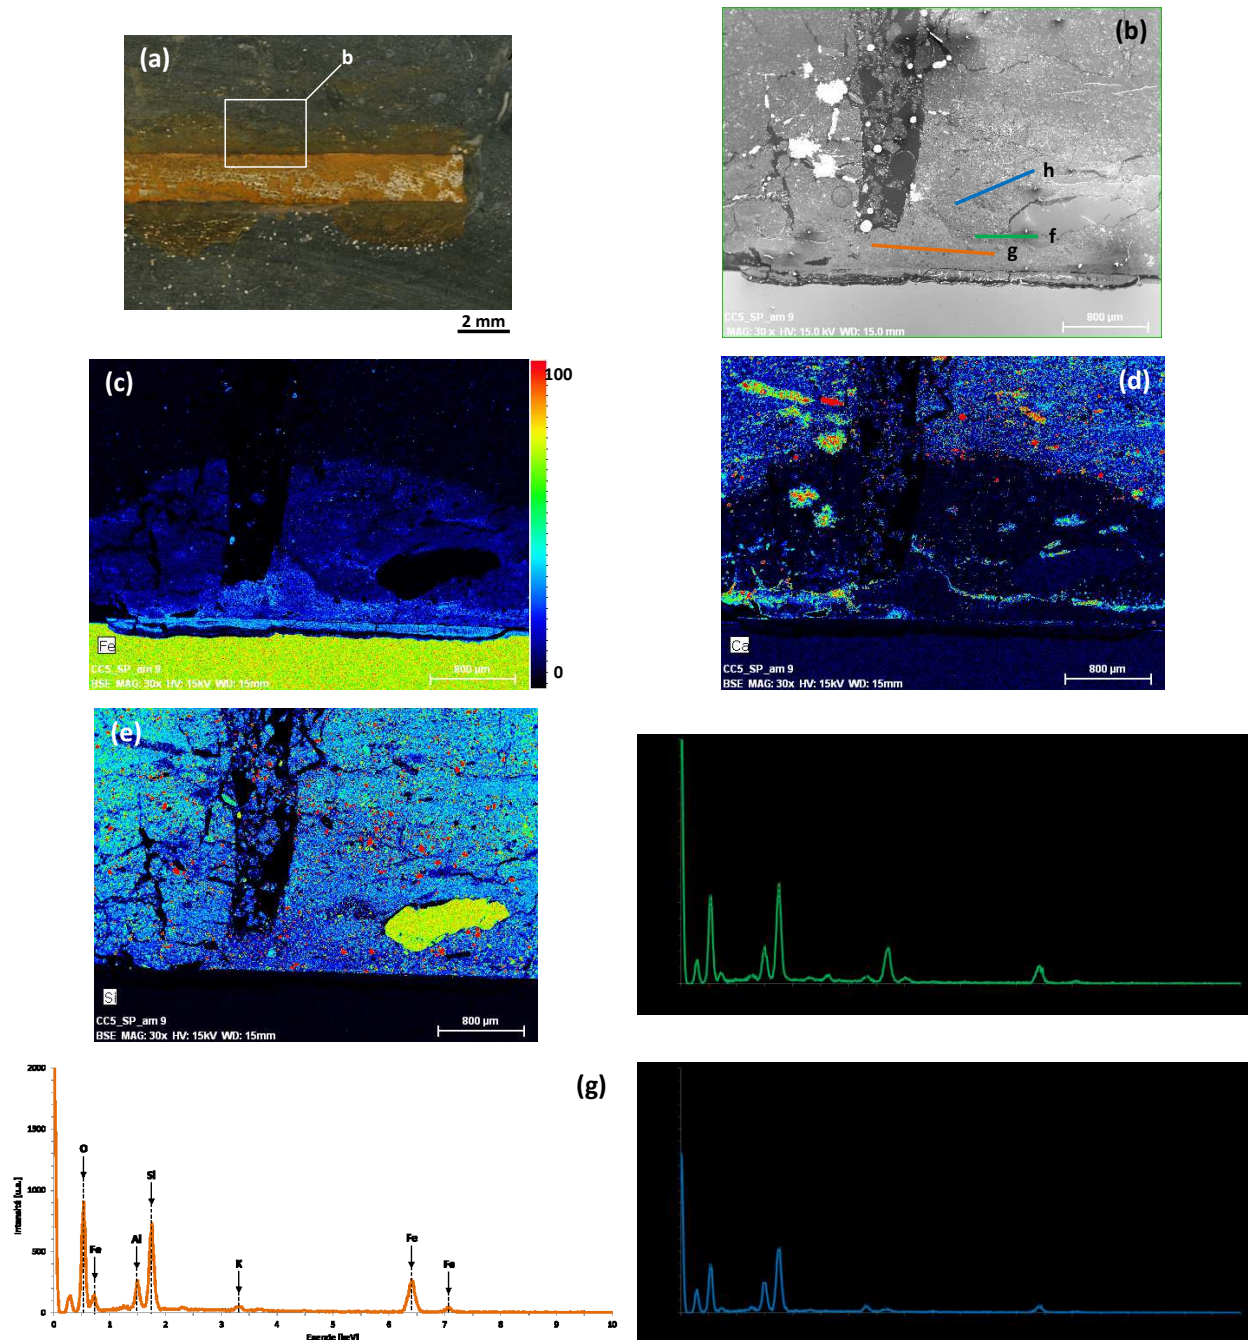 (a)
b
2 mm
(b)
h
f
g
CC5_SP_am 9
MAG: 30 x HV: 15.0 kV WD: 15.0 mm
800 µm
(c)
100
0
Fe
CC5_SP_am 9
BSE MAG: 30x HV: 15kV WD: 15mm
800 µm
(d)
Ca
CC5_SP_am 9
BSE MAG: 30x HV: 15kV WD: 15mm
800 µm
(e)
Si
CC5_SP_am 9
BSE MAG: 30x HV: 15kV WD: 15mm
800 µm
(g)
2000
1500
1000
500
0
Intensité [u.a.]
O
Fe
Al
Si
K
Fe
Fe
0 1 2 3 4 5 6 7 8 9 10